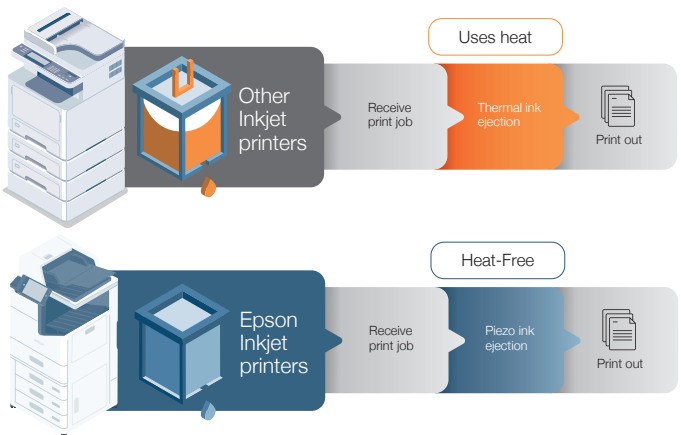 Uses heat
Other
Inkjet
printers
Receive
print job
Thermal ink
ejection
Print out
Heat-Free
Epson
Inkjet
printers
Receive
print job
Piezo ink
ejection
Print out